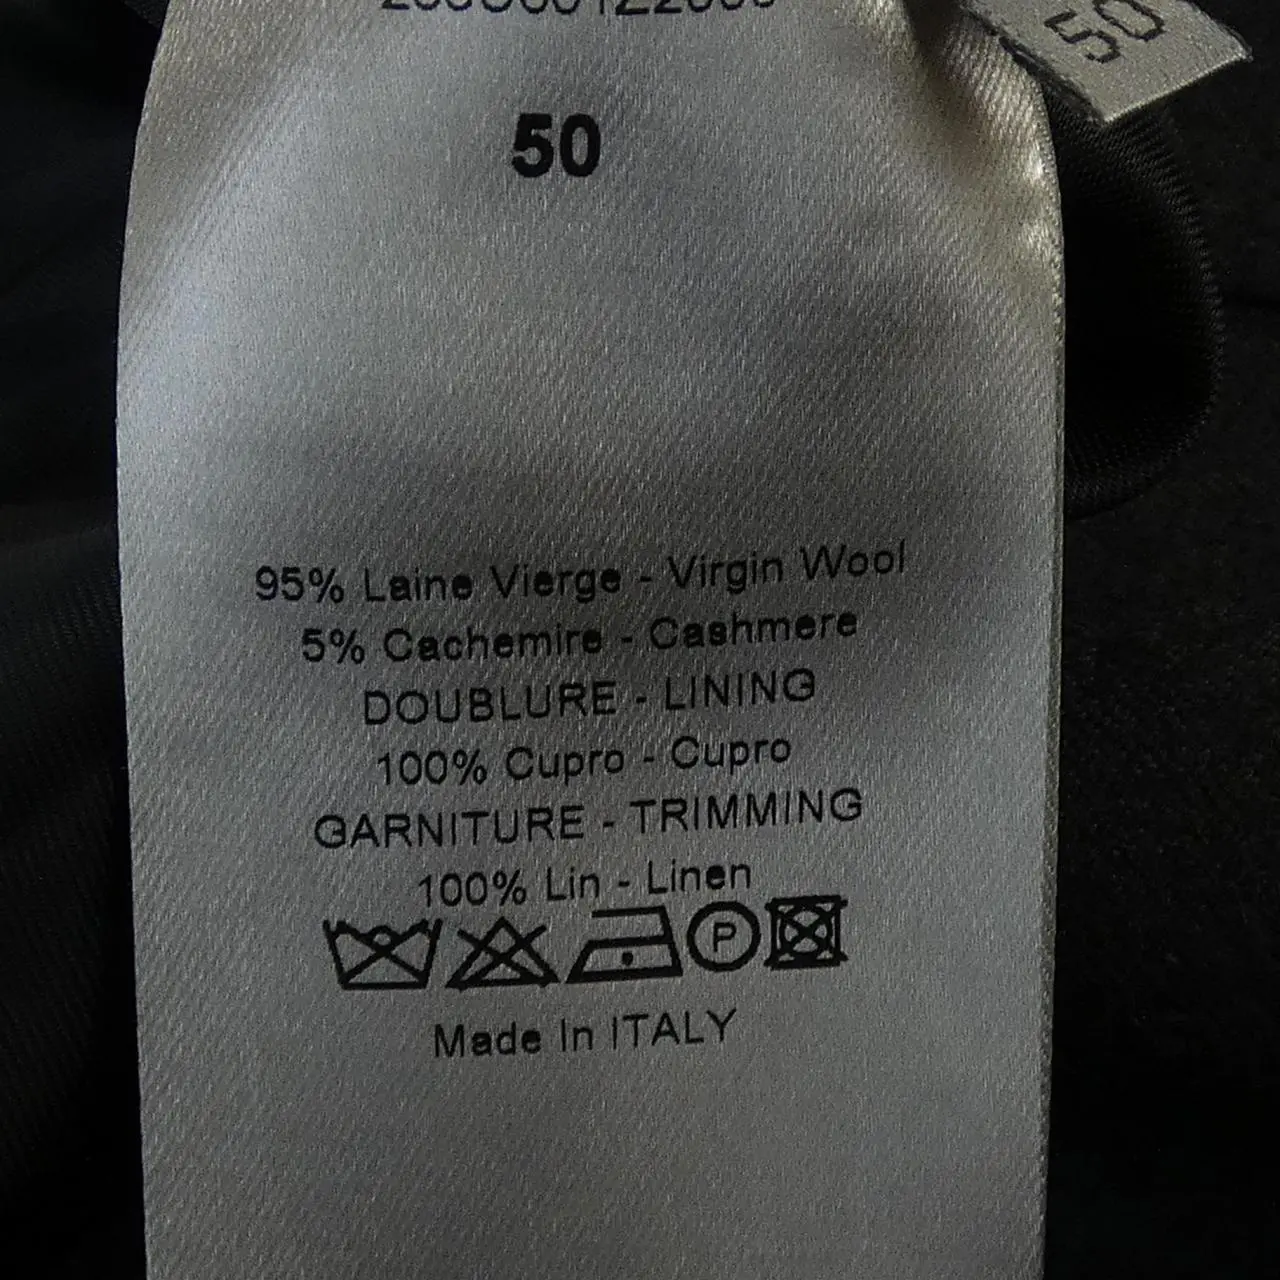 50
50
95% Laine Vierge - Virgin Wool
5% Cachemire - Cashmere
DOUBLURE - LINING
100% Cupro - Cupro
GARNITURE - TRIMMING
100% Lin - Linen
P
Made In ITALY